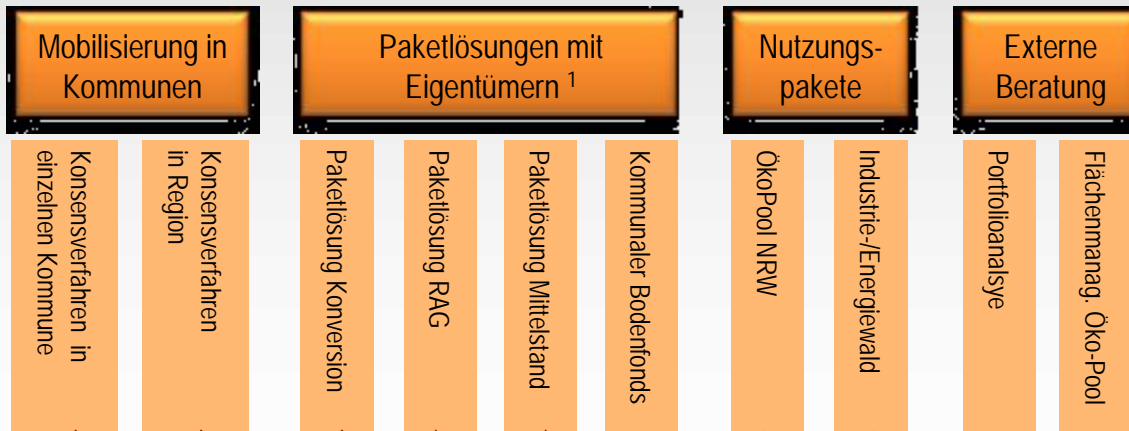 Mobilisierung in
Kommunen
Paketlösungen mit
Eigentümern 1
Nutzungs-
pakete
Externe
Beratung
Konsensverfahren in
einzelnen Kommune
Konsensverfahren
in Region
Paketlösung Konversion
Paketlösung RAG
Paketlösung Mittelstand
Kommunaler Bodenfonds
ÖkoPool NRW
Industrie-/Energiewald
Portfolioanalsye
Flächenmanag. Öko-Pool